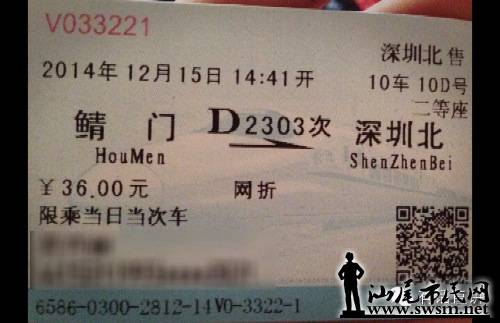 V033221
深圳北 售
2014年 12月 15日 14:41开
10车 10D号
二等座
鲭 门 D2303次 深圳北
HouMen ShenZhenBei
¥ 36.00元 网折
限乘当日当次车
6586-0300-2812-14V0-3322-1
汕尾市民网
www.swsm.net